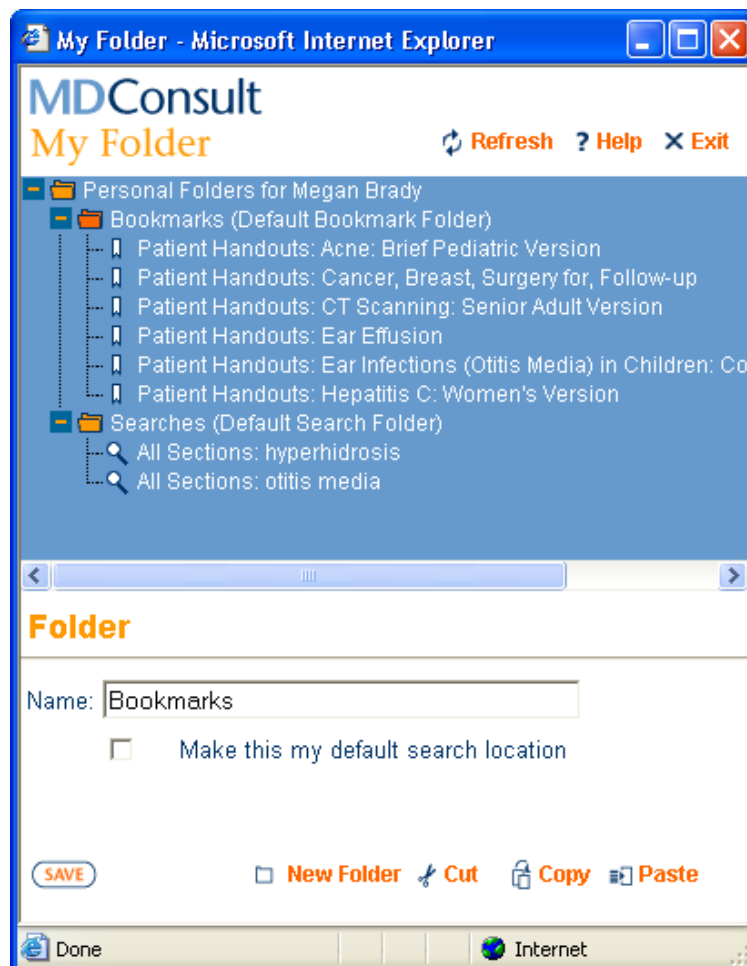 My Folder - Microsoft Internet Explorer
MDConsult
My Folder
Refresh ? Help X Exit
Personal Folders for Megan Brady
Bookmarks (Default Bookmark Folder)
Patient Handouts: Acne: Brief Pediatric Version
Patient Handouts: Cancer, Breast, Surgery for, Follow-up
Patient Handouts: CT Scanning: Senior Adult Version
Patient Handouts: Ear Effusion
Patient Handouts: Ear Infections (Otitis Media) in Children: Co
Patient Handouts: Hepatitis C: Women's Version
Searches (Default Search Folder)
All Sections: hyperhidrosis
All Sections: otitis media
Folder
Name: Bookmarks
Make this my default search location
SAVE New Folder Cut Copy Paste
Done Internet